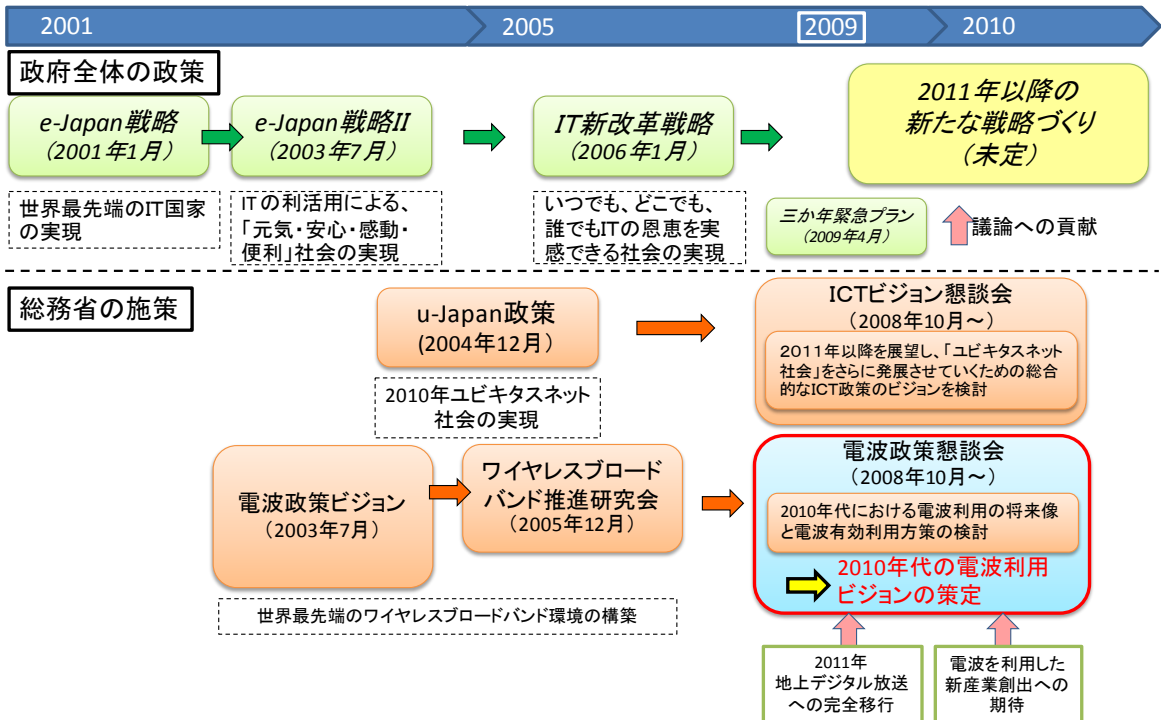 2001
2005
2009
2010
政府全体の政策
e-Japan戦略
(2001年1月)
e-Japan戦略II
(2003年7月)
IT新改革戦略
(2006年1月)
2011年以降の
新たな戦略づくり
(未定)
世界最先端のIT国家
の実現
ITの利活用による、
「元気・安心・感動・
便利」社会の実現
いつでも、どこでも、
誰でもITの恩恵を実
感できる社会の実現
三か年緊急プラン
(2009年4月)
議論への貢献
総務省の施策
u-Japan政策
(2004年12月)
ICTビジョン懇談会
(2008年10月～)
2011年以降を展望し、「ユビキタスネット
社会」をさらに発展させていくための総合
的なICT政策のビジョンを検討
2010年ユビキタスネット
社会の実現
電波政策ビジョン
(2003年7月)
ワイヤレスブロード
バンド推進研究会
(2005年12月)
電波政策懇談会
(2008年10月～)
2010年代における電波利用の将来像
と電波有効利用方策の検討
2010年代の電波利用
ビジョンの策定
世界最先端のワイヤレスブロードバンド環境の構築
2011年
地上デジタル放送
への完全移行
電波を利用した
新産業創出への
期待